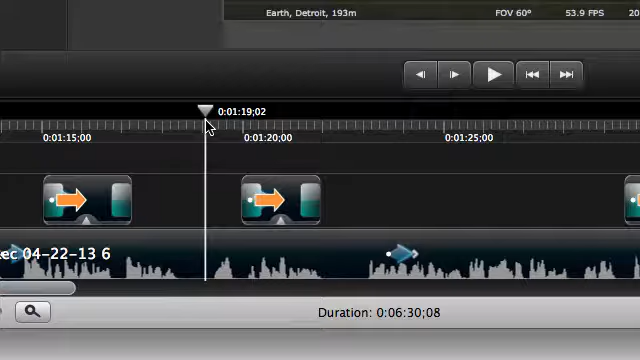 Earth, Detroit, 193m FOV 60° 53.9 FPS 20
0:01:19;02
0:01:15;00 0:01:20;00 0:01:25;00
ec 04-22-13 6
Duration: 0:06:30;08